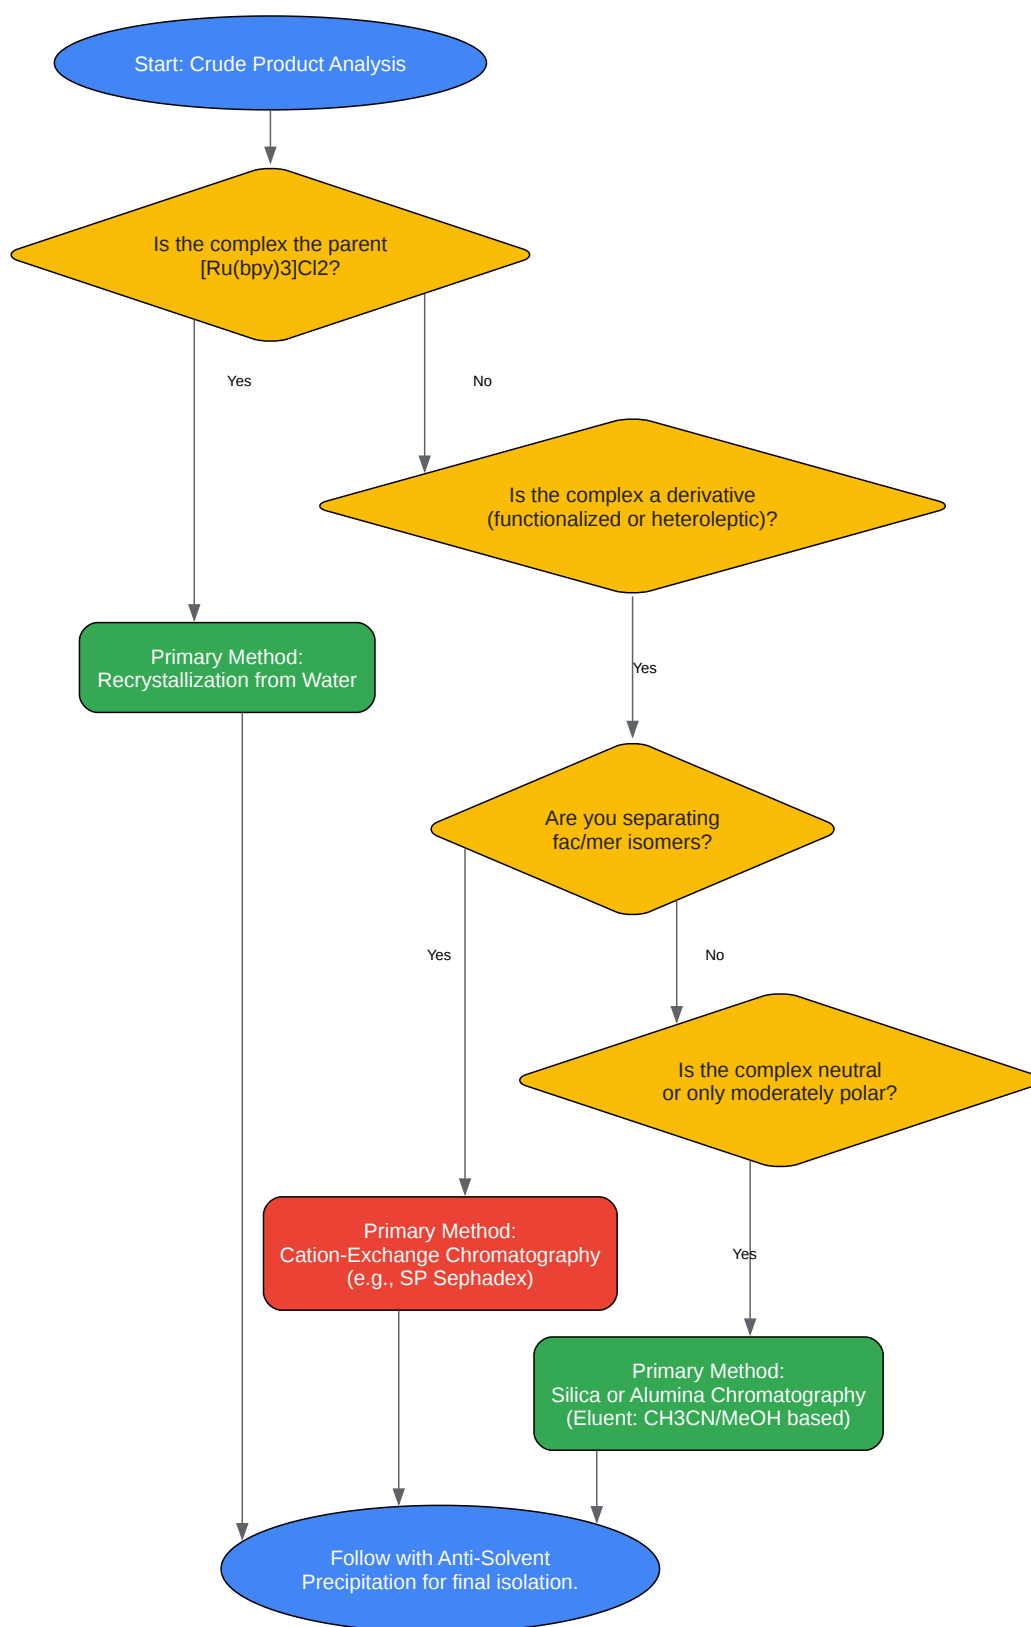 Start: Crude Product Analysis
Is the complex the parent
[Ru(bpy)3]Cl2?
Yes
No
Is the complex a derivative
(functionalized or heteroleptic)?
Primary Method:
Recrystallization from Water
Yes
Are you separating
fac/mer isomers?
Yes
No
Is the complex neutral
or only moderately polar?
Primary Method:
Cation-Exchange Chromatography
(e.g., SP Sephadex)
Yes
Primary Method:
Silica or Alumina Chromatography
(Eluent: CH3CN/MeOH based)
Follow with Anti-Solvent
Precipitation for final isolation.